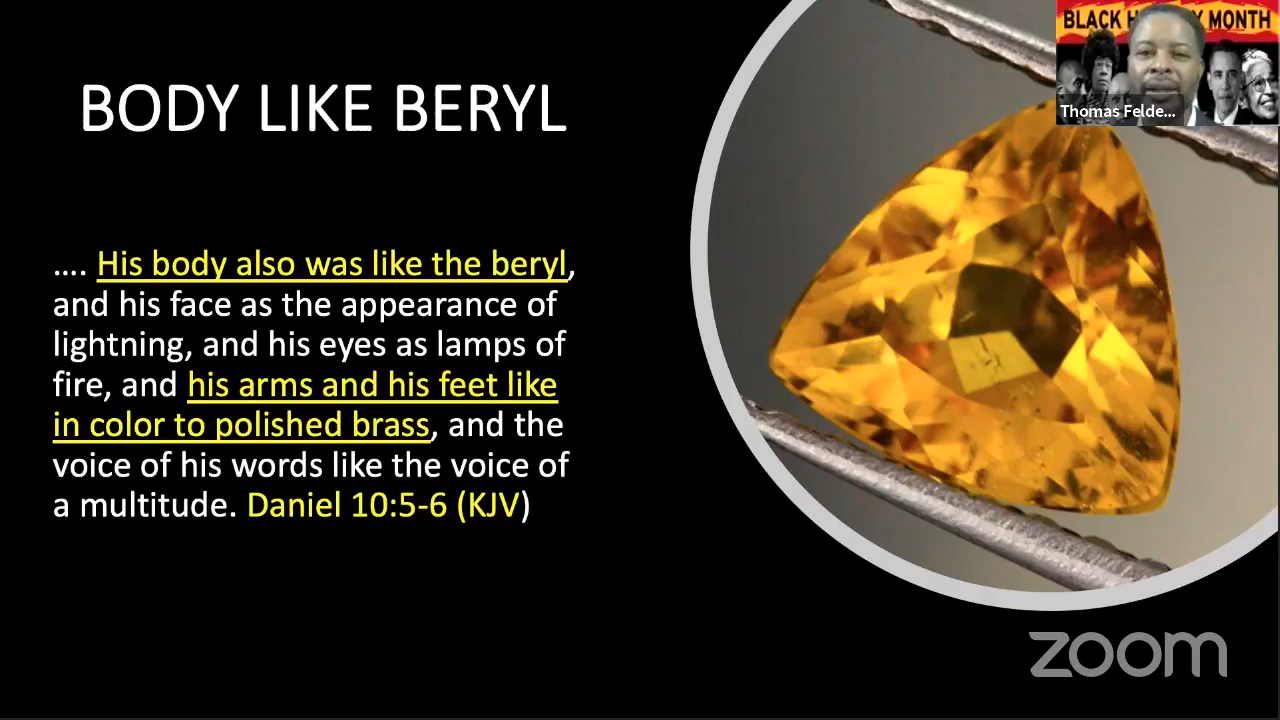 BLACK H Y MONTH
Thomas Felde...
BODY LIKE BERYL
.... His body also was like the beryl,
and his face as the appearance of
lightning, and his eyes as lamps of
fire, and his arms and his feet like
in color to polished brass, and the
voice of his words like the voice of
a multitude. Daniel 10:5-6 (KJV)
zoom